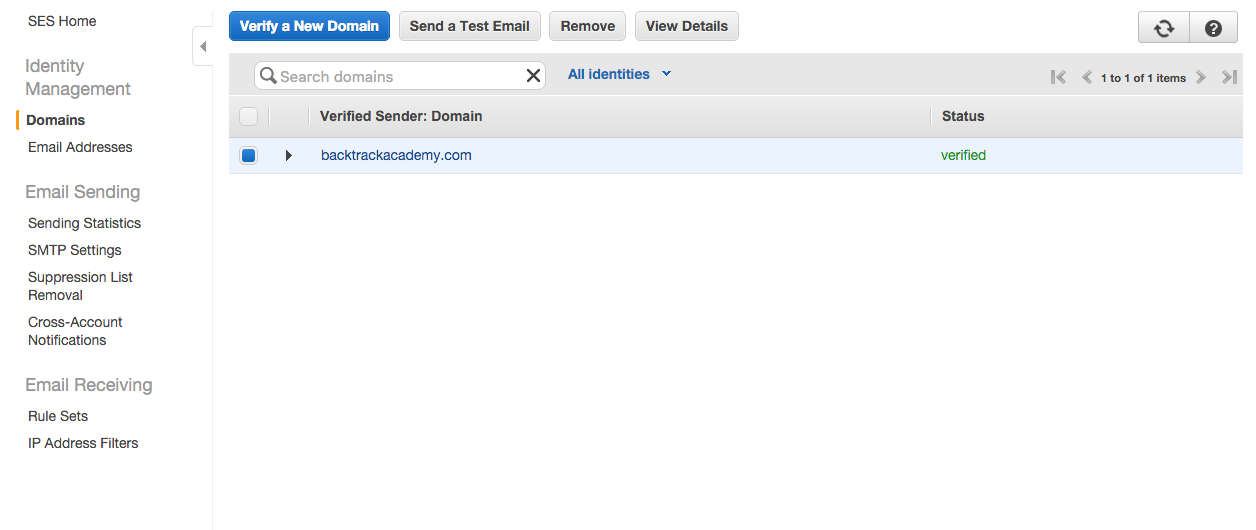 SES Home
Identity
Management
Domains
Email Addresses
Email Sending
Sending Statistics
SMTP Settings
Suppression List
Removal
Cross-Account
Notifications
Email Receiving
Rule Sets
IP Address Filters
Verify a New Domain Send a Test Email Remove View Details
Search domains All identities 1 to 1 of 1 items
Verified Sender: Domain Status
backtrackacademy.com verified